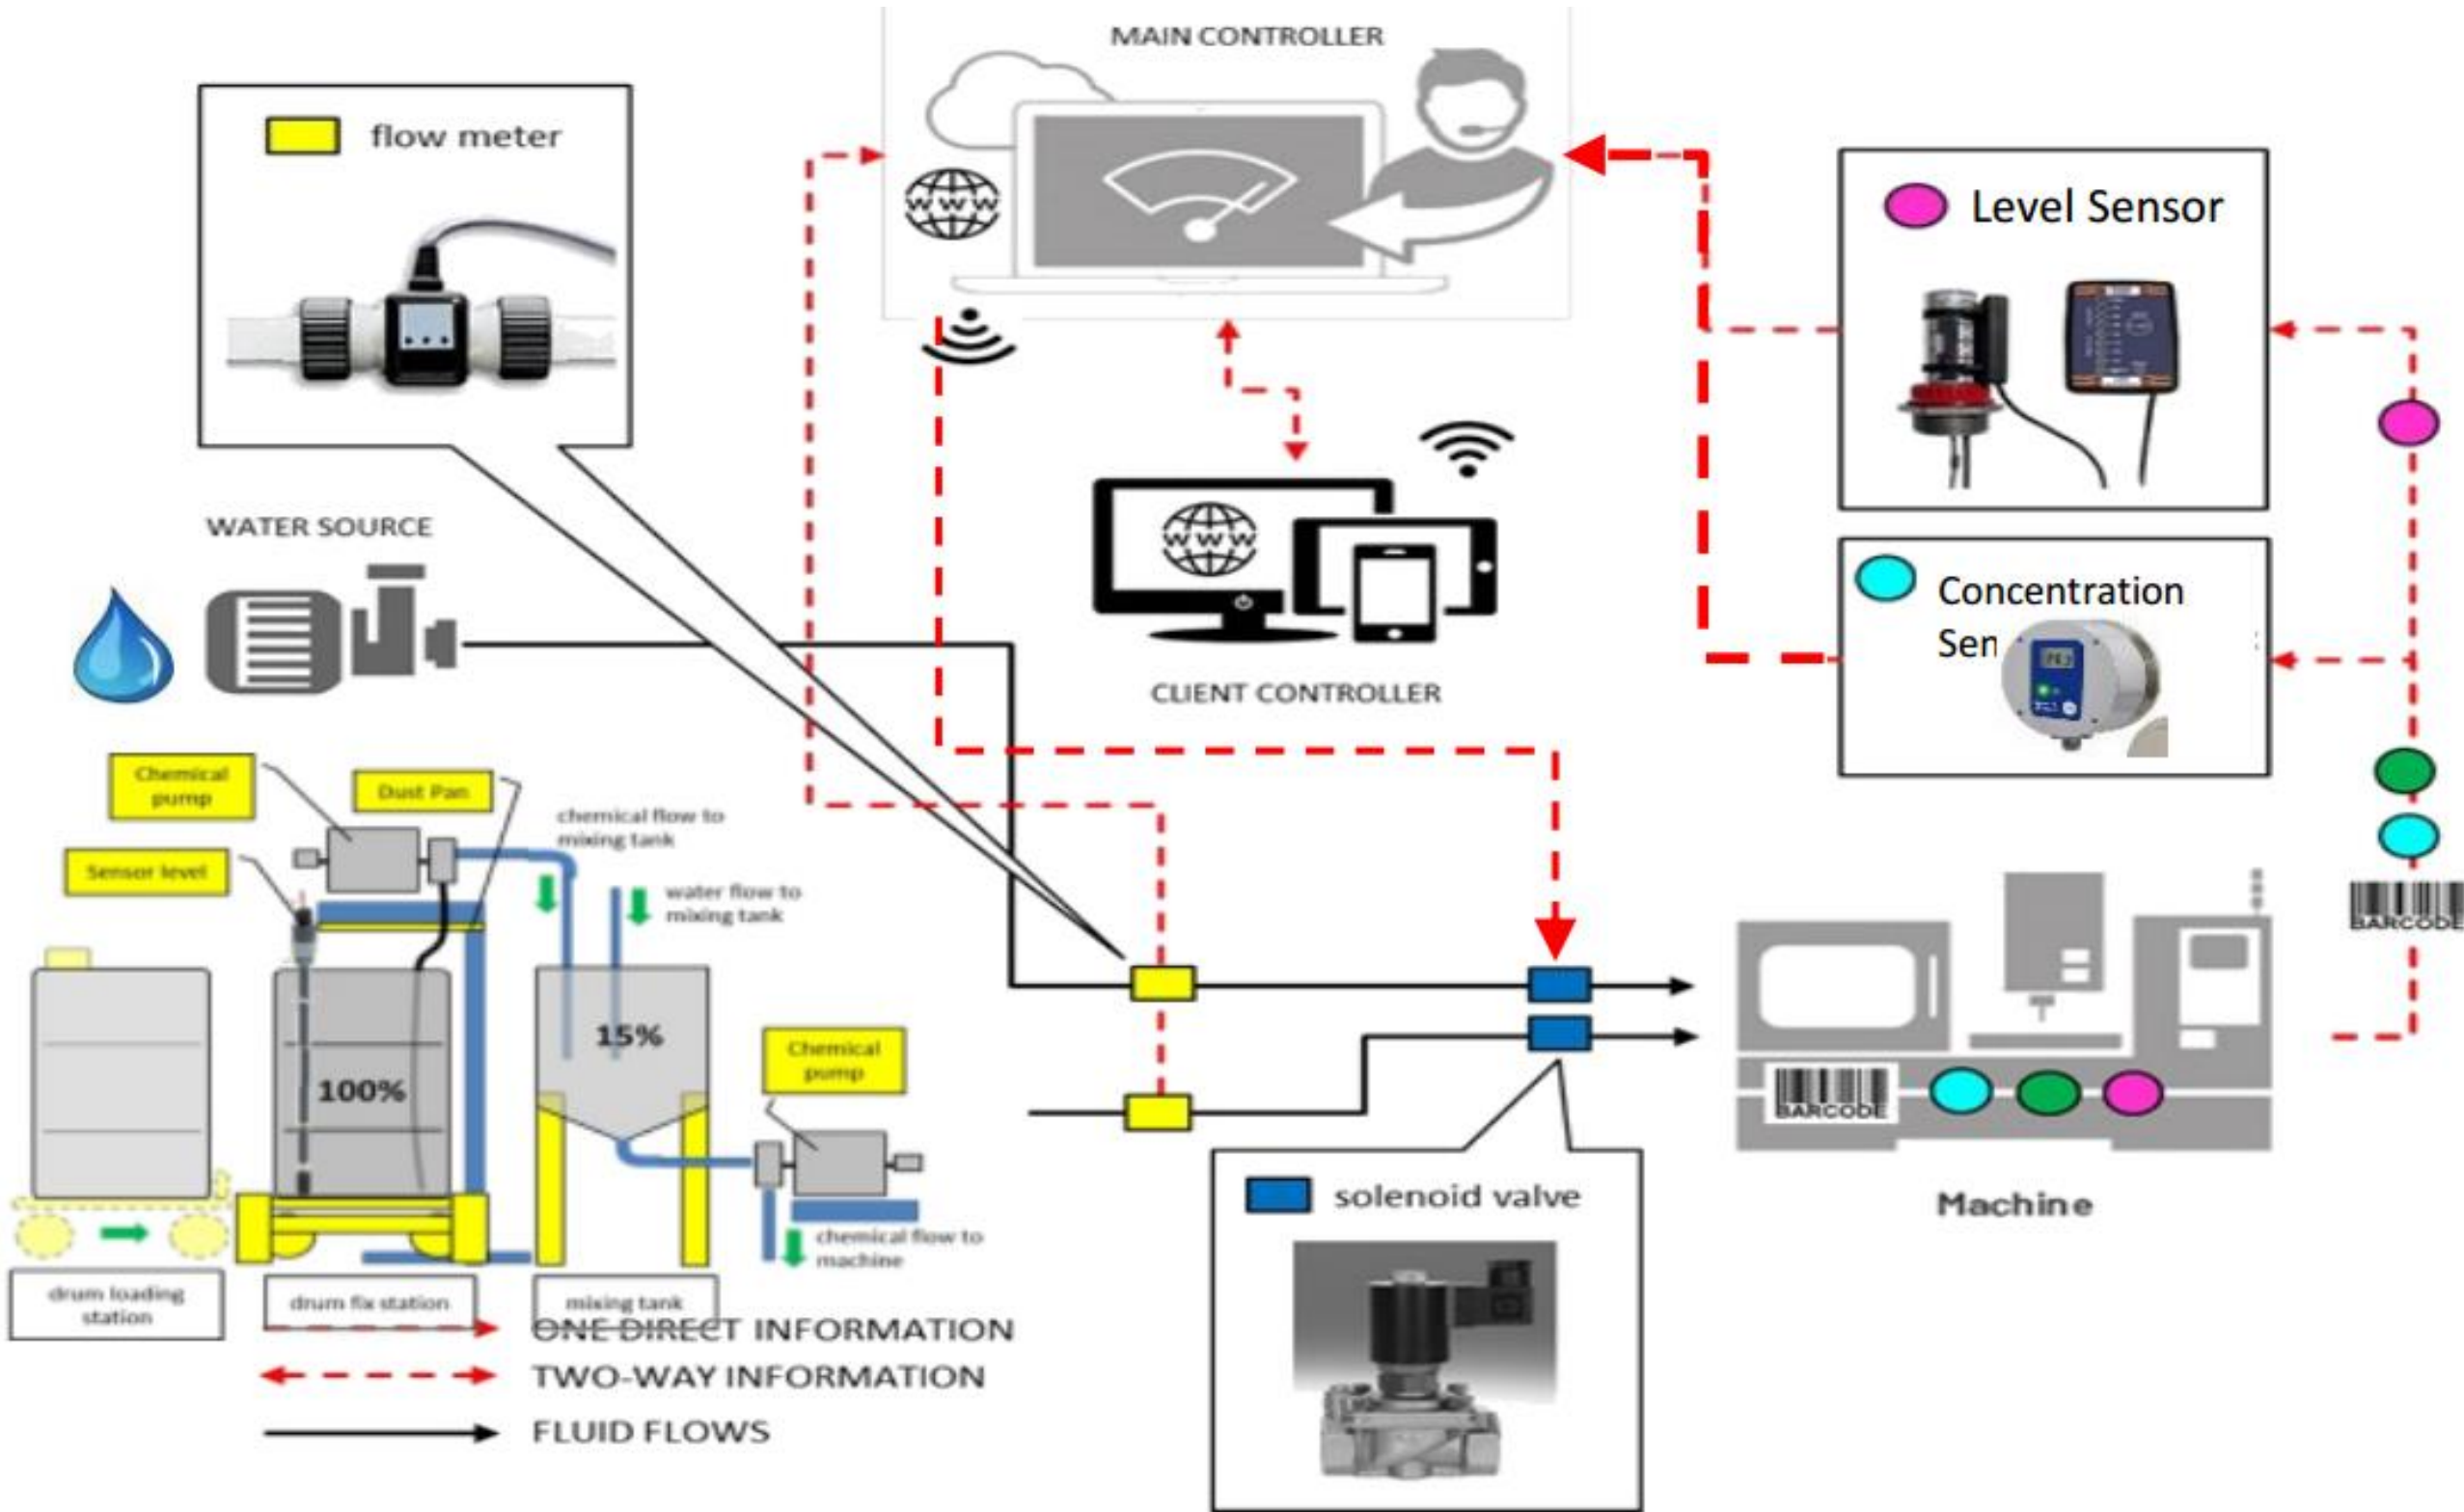 MAIN CONTROLLER
flow meter
WWW
Level Sensor
WATER SOURCE
WWW
Concentration
Sen
CLIENT CONTROLLER
Chemical
pump
Dust Pan
chemical flow to
mixing tank
Sensor level
water flow to
mixing tank
BARCODE
15%
100%
Chemical
pump
BARCODE
solenoid valve
Machine
chemical flow to
machine
drum loading
station
drum fix station
mixing tank
ONE DIRECT INFORMATION
TWO-WAY INFORMATION
FLUID FLOWS